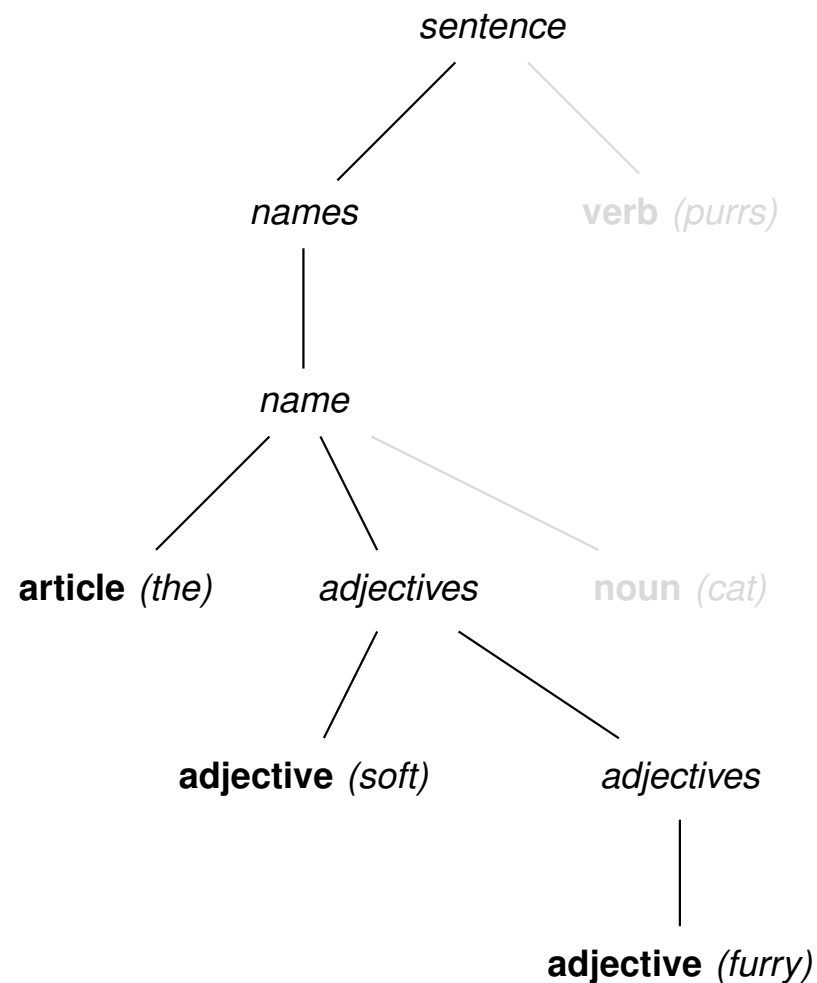 sentence
names verb (purrs)
name
article (the) adjectives noun (cat)
adjective (soft) adjectives
adjective (furry)